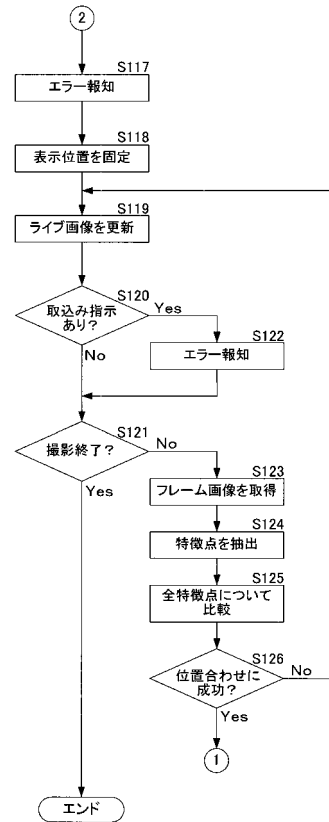 2
S117
エラー報知
S118
表示位置を固定
S119
ライブ画像を更新
S120
取込み指示
あり?
Yes
No
S122
エラー報知
S121
撮影終了?
No
Yes
S123
フレーム画像を取得
S124
特徴点を抽出
S125
全特徴点について
比較
S126
位置合わせに
成功?
No
Yes
1
エンド